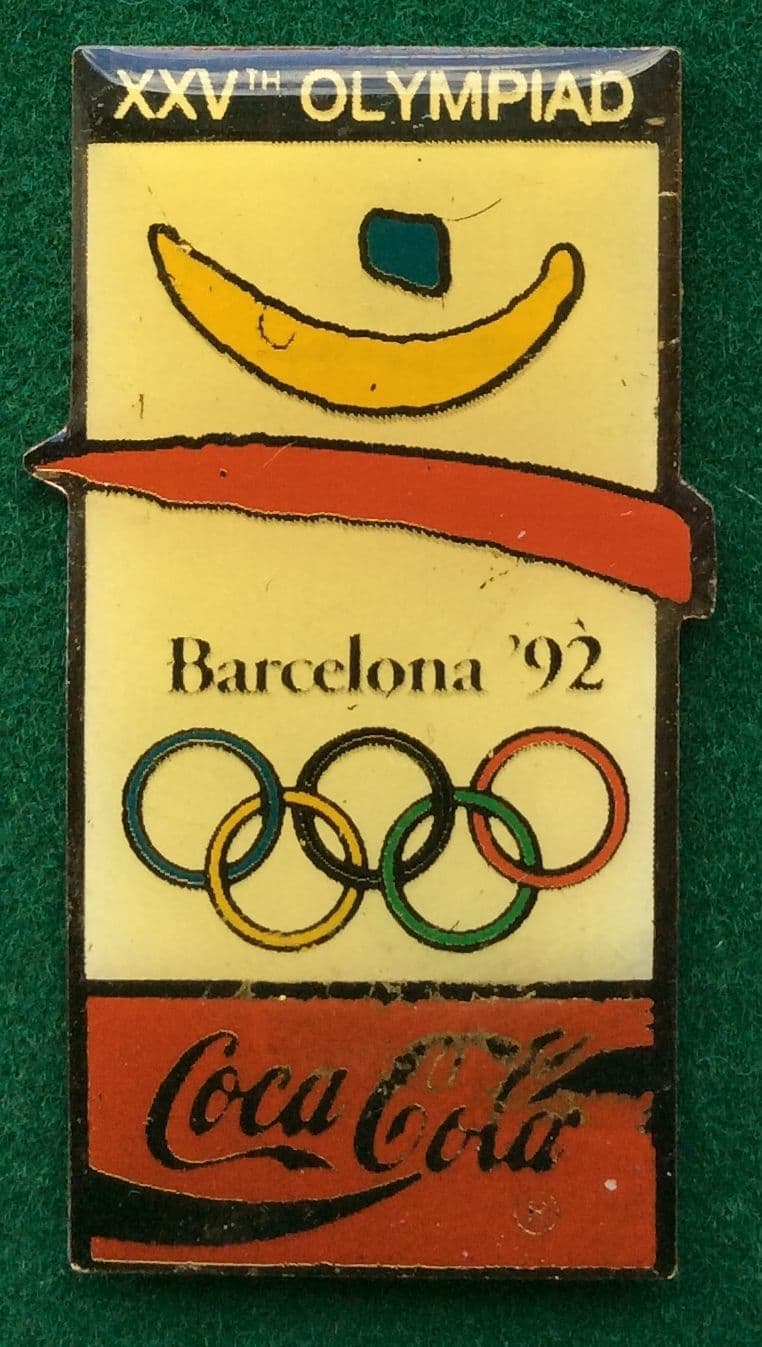 XXVTH OLYMPIAD
Barcelona '92
Coca Cola
®